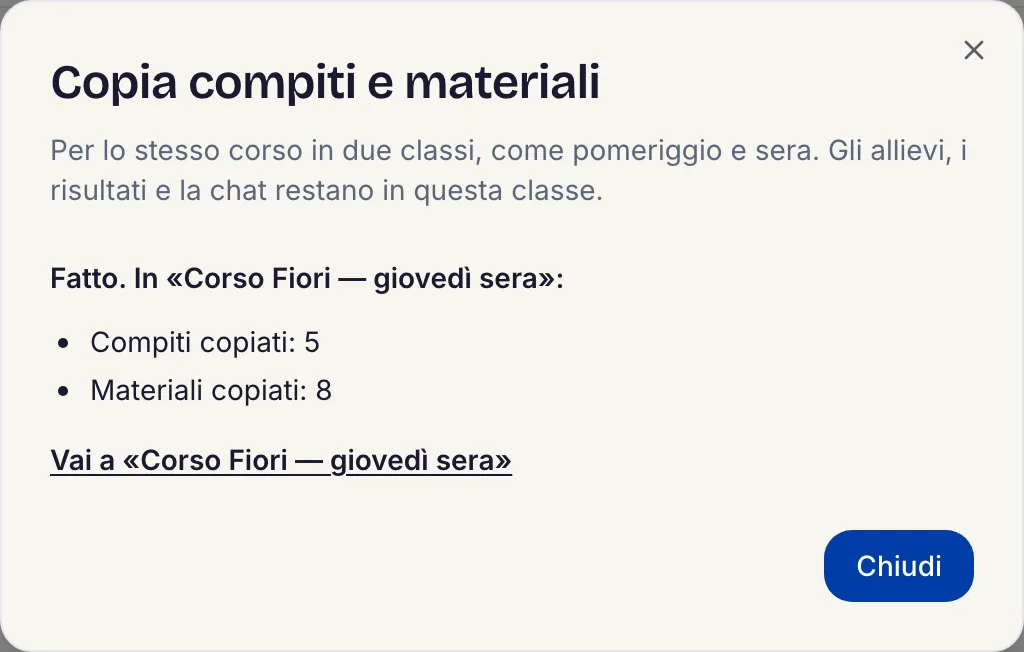 Copia compiti e materiali
Per lo stesso corso in due classi, come pomeriggio e sera. Gli allievi, i
risultati e la chat restano in questa classe.
Fatto. In «Corso Fiori — giovedì sera»:
• Compiti copiati: 5
• Materiali copiati: 8
Vai a «Corso Fiori — giovedì sera»
Chiudi